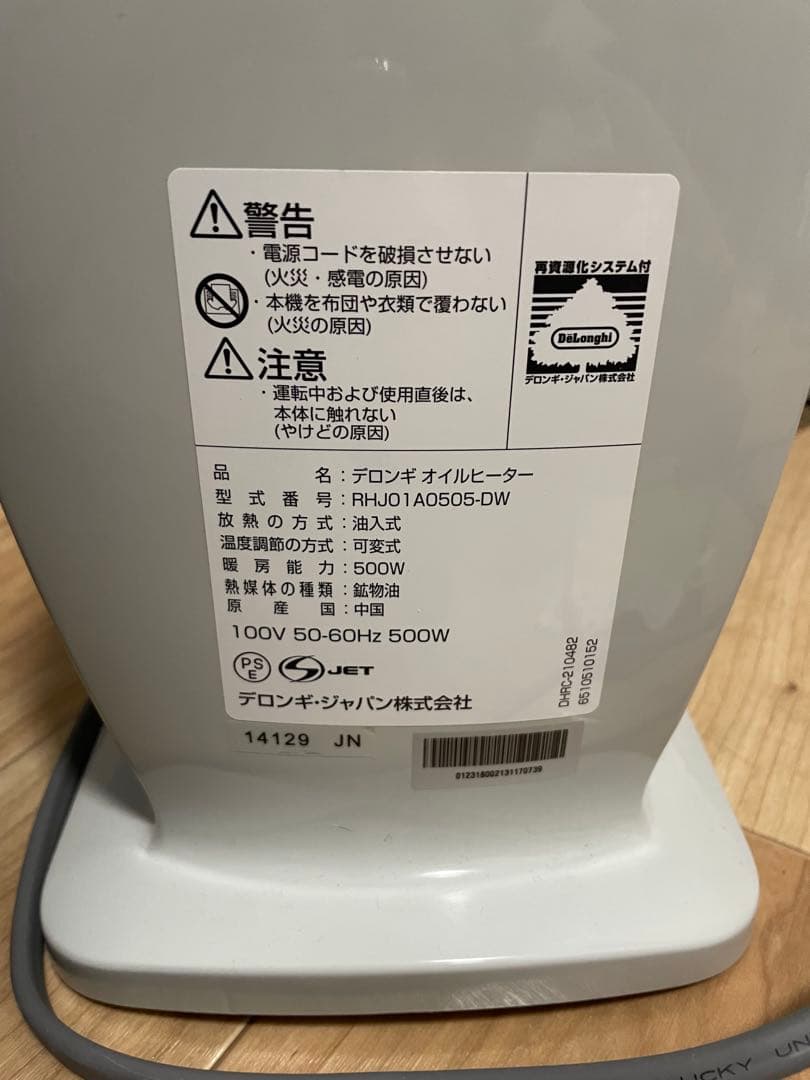 警告
・電源コードを破損させない
(火災・感電の原因)
・本機を布団や衣類で覆わない
(火災の原因)
注意
・運転中および使用直後は、
本体に触れない
(やけどの原因)
再資源化システム付
DeLonghi
デロンギ・ジャパン株式会社
品名：デロンギ オイルヒーター
型式番号：RHJ01A0505-DW
放熱の方式：油入式
温度調節の方式：可変式
暖房能力：500W
熱媒体の種類：鉱物油
原産国：中国
100V 50-60Hz 500W
PS
E
JET
デロンギ・ジャパン株式会社
DHRC-210482
6510510152
14129 JN
012316002131170739
LUCKY UN